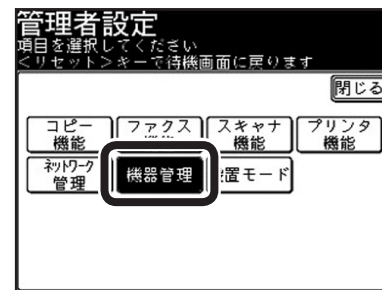 管理者設定
項目を選択してください
<リセット>キーで待機画面に戻ります
閉じる
コピー機能
ファクス
スキャナ機能
プリンタ機能
ネットワーク管理
機器管理
置モード